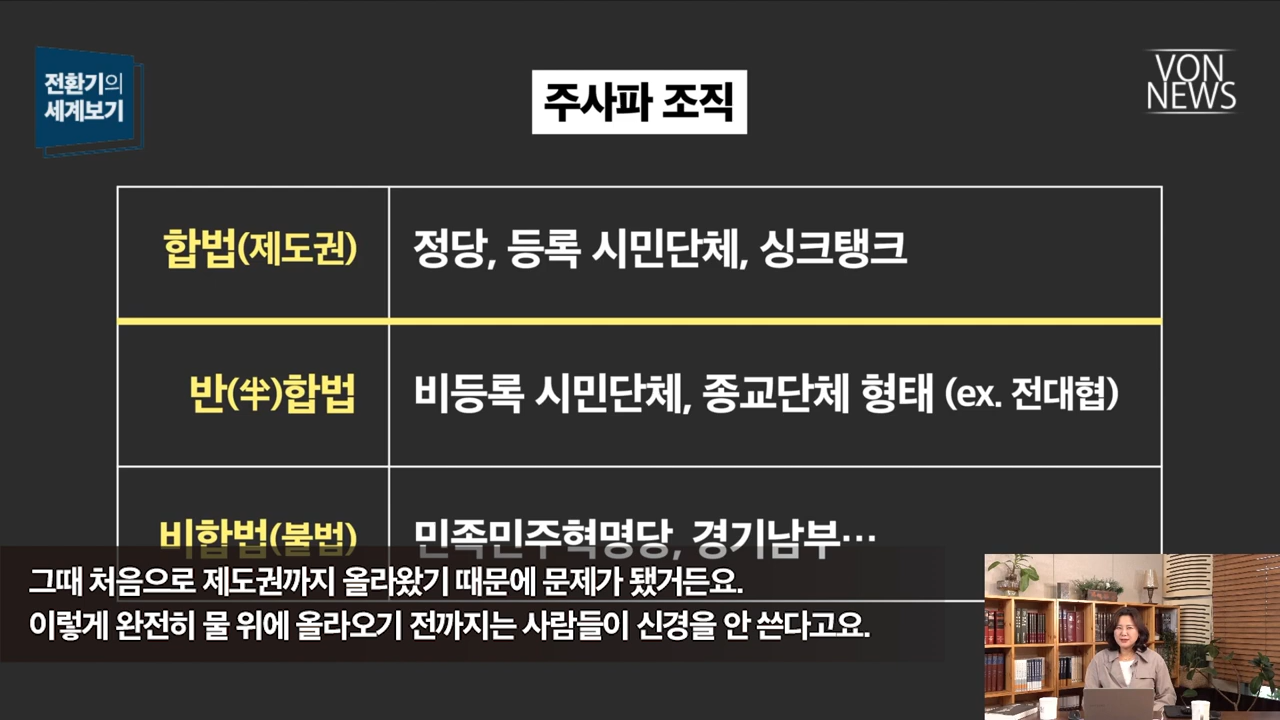 전환기의
세계보기
주사파 조직
VON
NEWS
합법(제도권)
정당, 등록 시민단체, 싱크탱크
반(半)합법
비등록 시민단체, 종교단체 형태 (ex. 전대협)
비합법(불법)
민족민주혁명당, 경기남부…
그때 처음으로 제도권까지 올라왔기 때문에 문제가 됐거든요.
이렇게 완전히 물 위에 올라오기 전까지는 사람들이 신경을 안 쓴다고요.